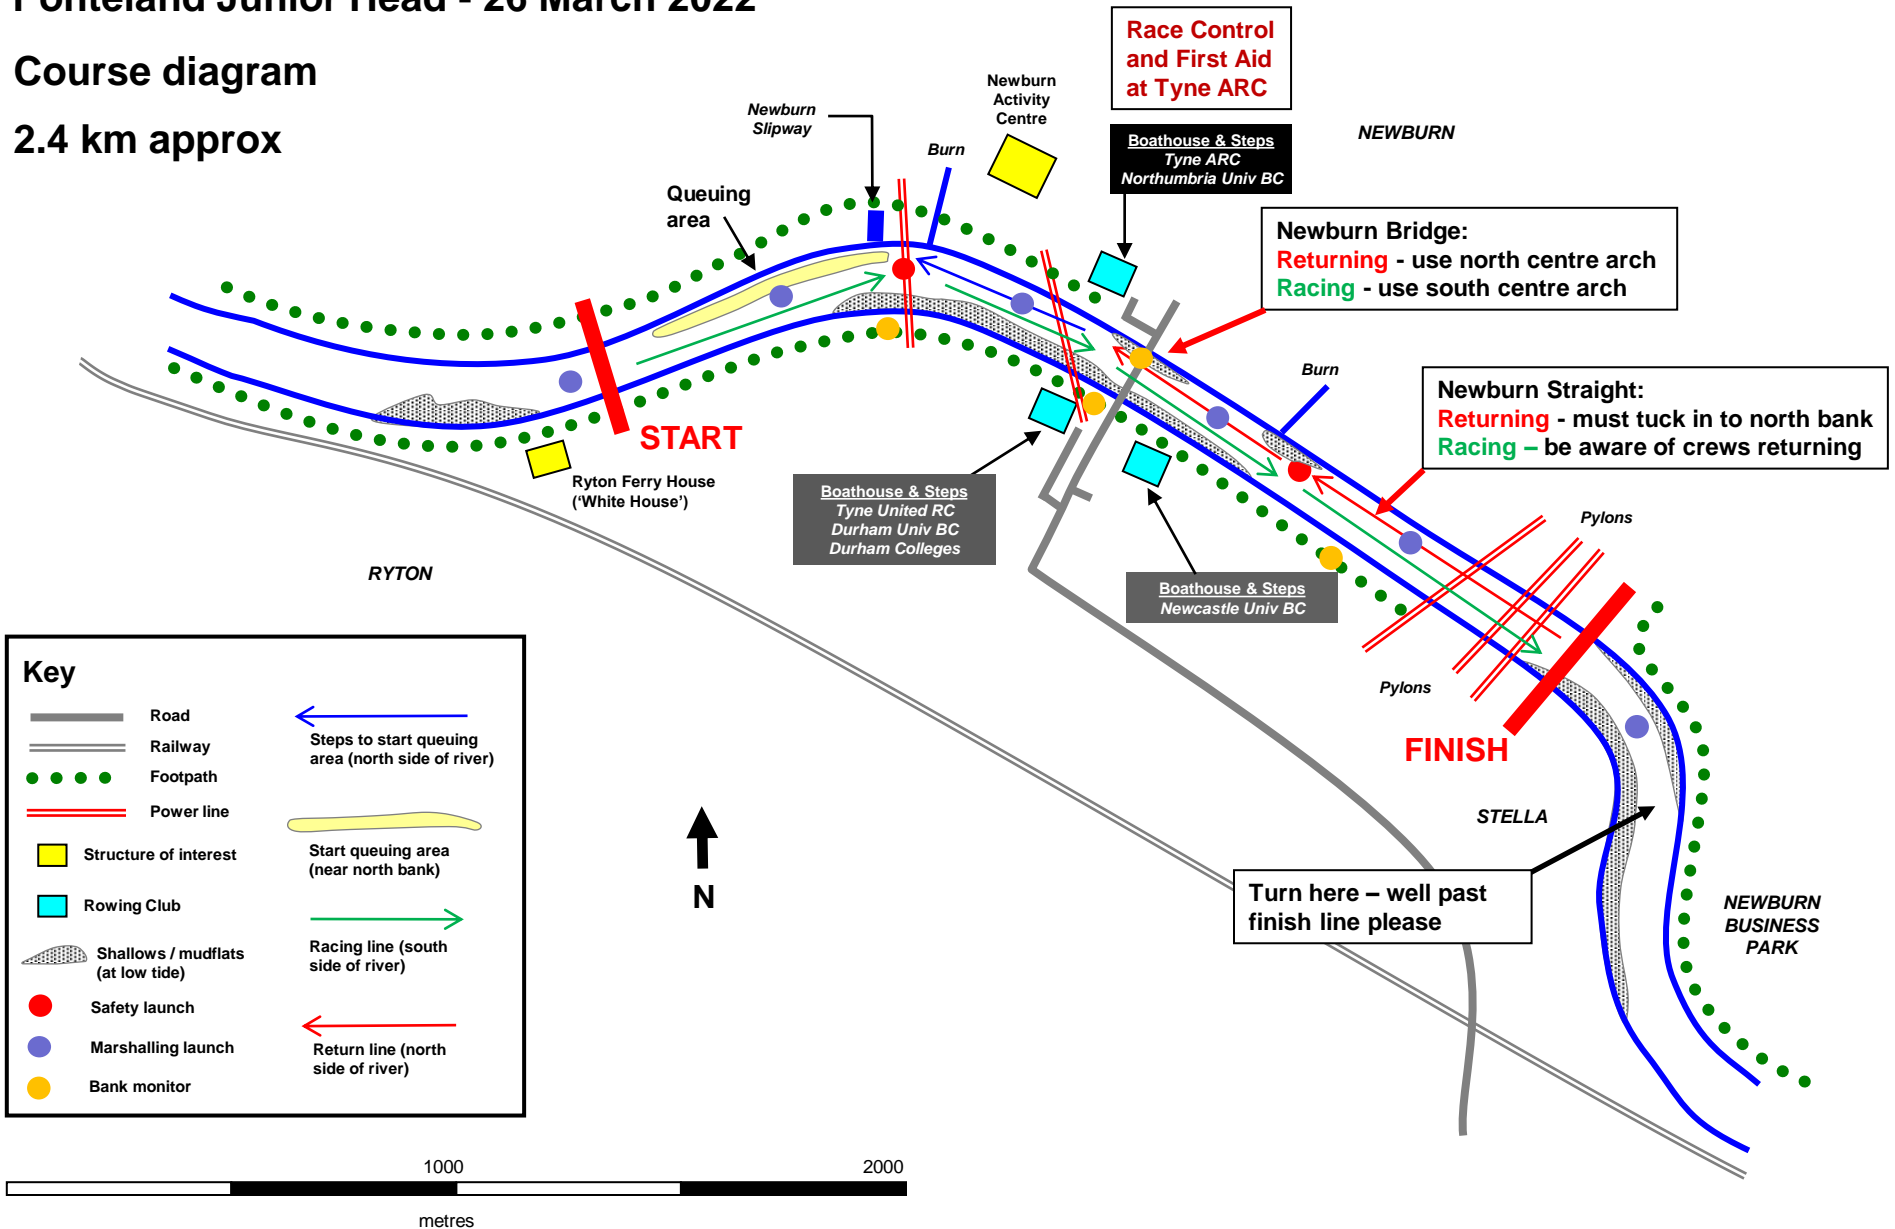 Ponteland Junior Head - 26 March 2022
Course diagram
2.4 km approx
Race Control
and First Aid
at Tyne ARC
Newburn
Activity
Centre
Newburn
Slipway
Burn
Boathouse & Steps
Tyne ARC
Northumbria Univ BC
NEWBURN
Queuing
area
Newburn Bridge:
Returning - use north centre arch
Racing - use south centre arch
Burn
Newburn Straight:
Returning - must tuck in to north bank
Racing – be aware of crews returning
START
Ryton Ferry House
(‘White House’)
Boathouse & Steps
Tyne United RC
Durham Univ BC
Durham Colleges
Boathouse & Steps
Newcastle Univ BC
Pylons
Pylons
RYTON
FINISH
STELLA
Turn here – well past
finish line please
NEWBURN
BUSINESS
PARK
N
Key
Road
Railway
Footpath
Power line
Structure of interest
Rowing Club
Shallows / mudflats
(at low tide)
Safety launch
Marshalling launch
Bank monitor
Steps to start queuing
area (north side of river)
Start queuing area
(near north bank)
Racing line (south
side of river)
Return line (north
side of river)
1000
2000
metres